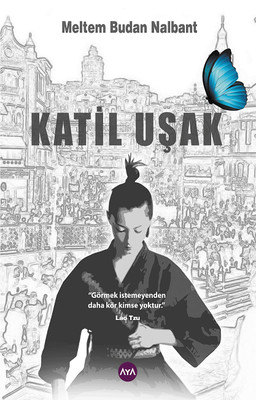 Meltem Budan Nalbant
KATİL UŞAK
“Görmek istemeyenden
daha kör kimse yoktur.”
Lao Tzu
AYA